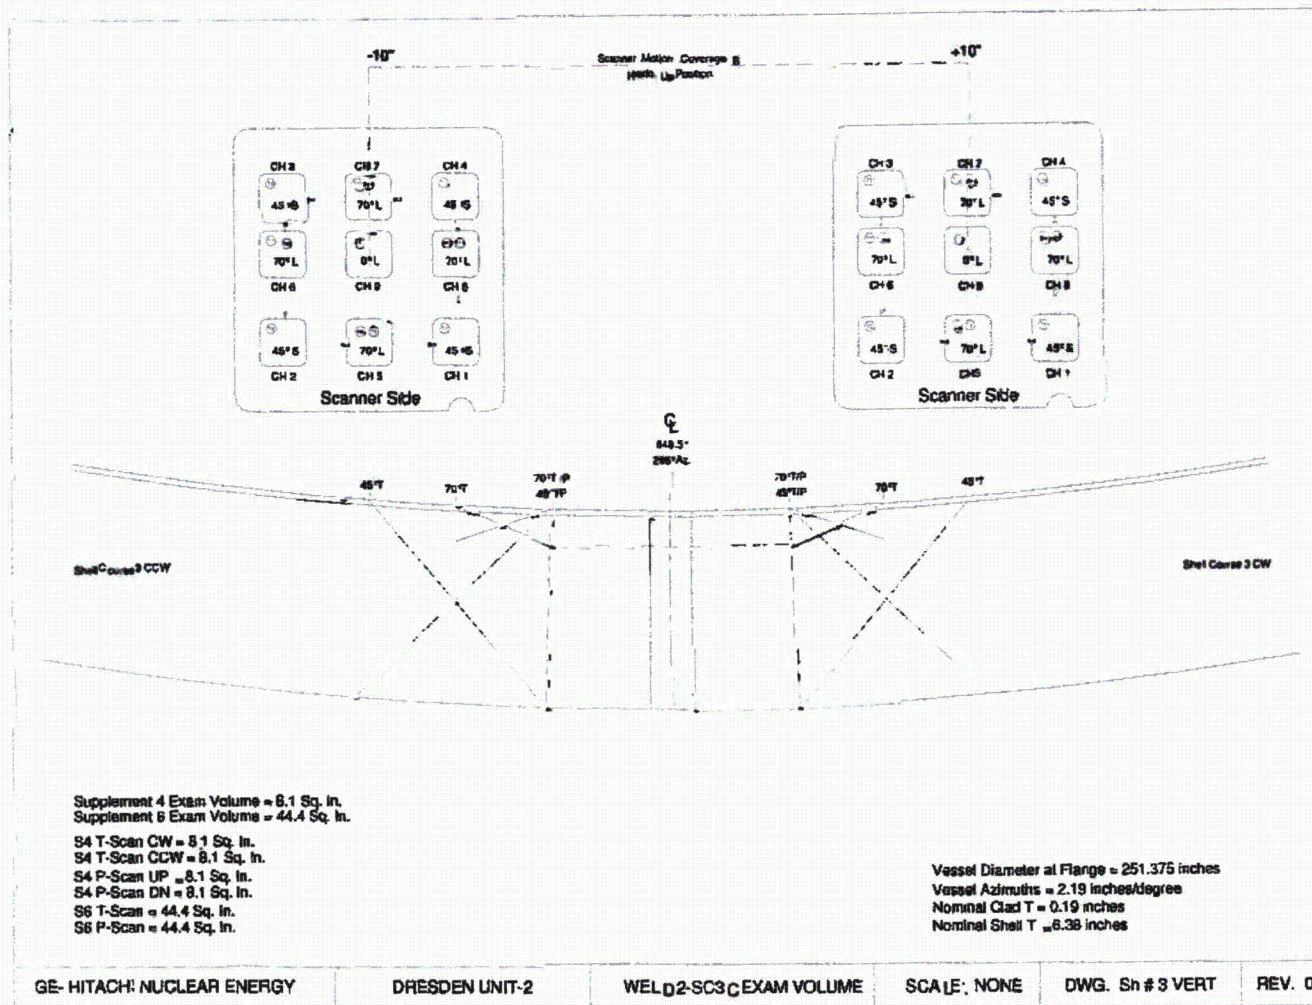 -10" +10"
Scanner Motion Coverage
Heads Up Position
CH 3 CH 7 CH 4
45°S 70°L 45°S
70°L 0°L 70°L
CH 6 CH 9 CH 8
45°S 70°L 45°S
CH 2 CH 5 CH 1
Scanner Side
CH 3 CH 7 CH 4
45°S 70°L 45°S
70°L 0°L 70°L
CH 6 CH 9 CH 8
45°S 70°L 45°S
CH 2 CH5 CH 1
Scanner Side
CL
45°T 70°T 70°T/P 70°T/P 70°T 45°T
45°T/P 45°T/P
Shell Course 3 CCW
Shell Course 3 CW
Supplement 4 Exam Volume = 8.1 Sq. In.
Supplement 6 Exam Volume = 44.4 Sq. In.
S4 T-Scan CW = 8.1 Sq. In.
S4 T-Scan CCW = 8.1 Sq. In.
S4 P-Scan UP = 8.1 Sq. In.
S4 P-Scan DN = 8.1 Sq. In.
S6 T-Scan = 44.4 Sq. In.
S6 P-Scan = 44.4 Sq. In.
Vessel Diameter at Flange = 251.375 inches
Vessel Azimuths = 2.19 inches/degree
Nominal Clad T = 0.19 inches
Nominal Shell T = 6.38 inches
GE-HITACHI NUCLEAR ENERGY
DRESDEN UNIT-2
WELD 2-SC3C EXAM VOLUME
SCALE: NONE
DWG. Sh # 3 VERT
REV.